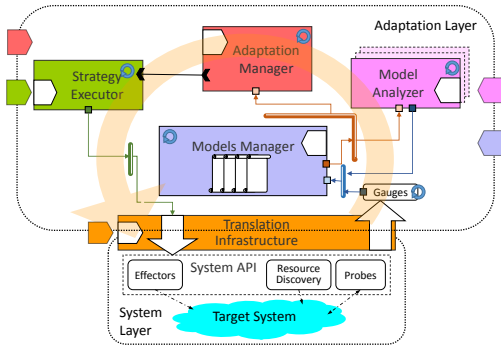 Adaptation Layer
Adaptation
Manager
Strategy
Executor
Model
Analyzer
Models Manager
Gauges
Translation
Infrastructure
System API
Effectors
Resource
Discovery
Probes
System
Layer
Target System